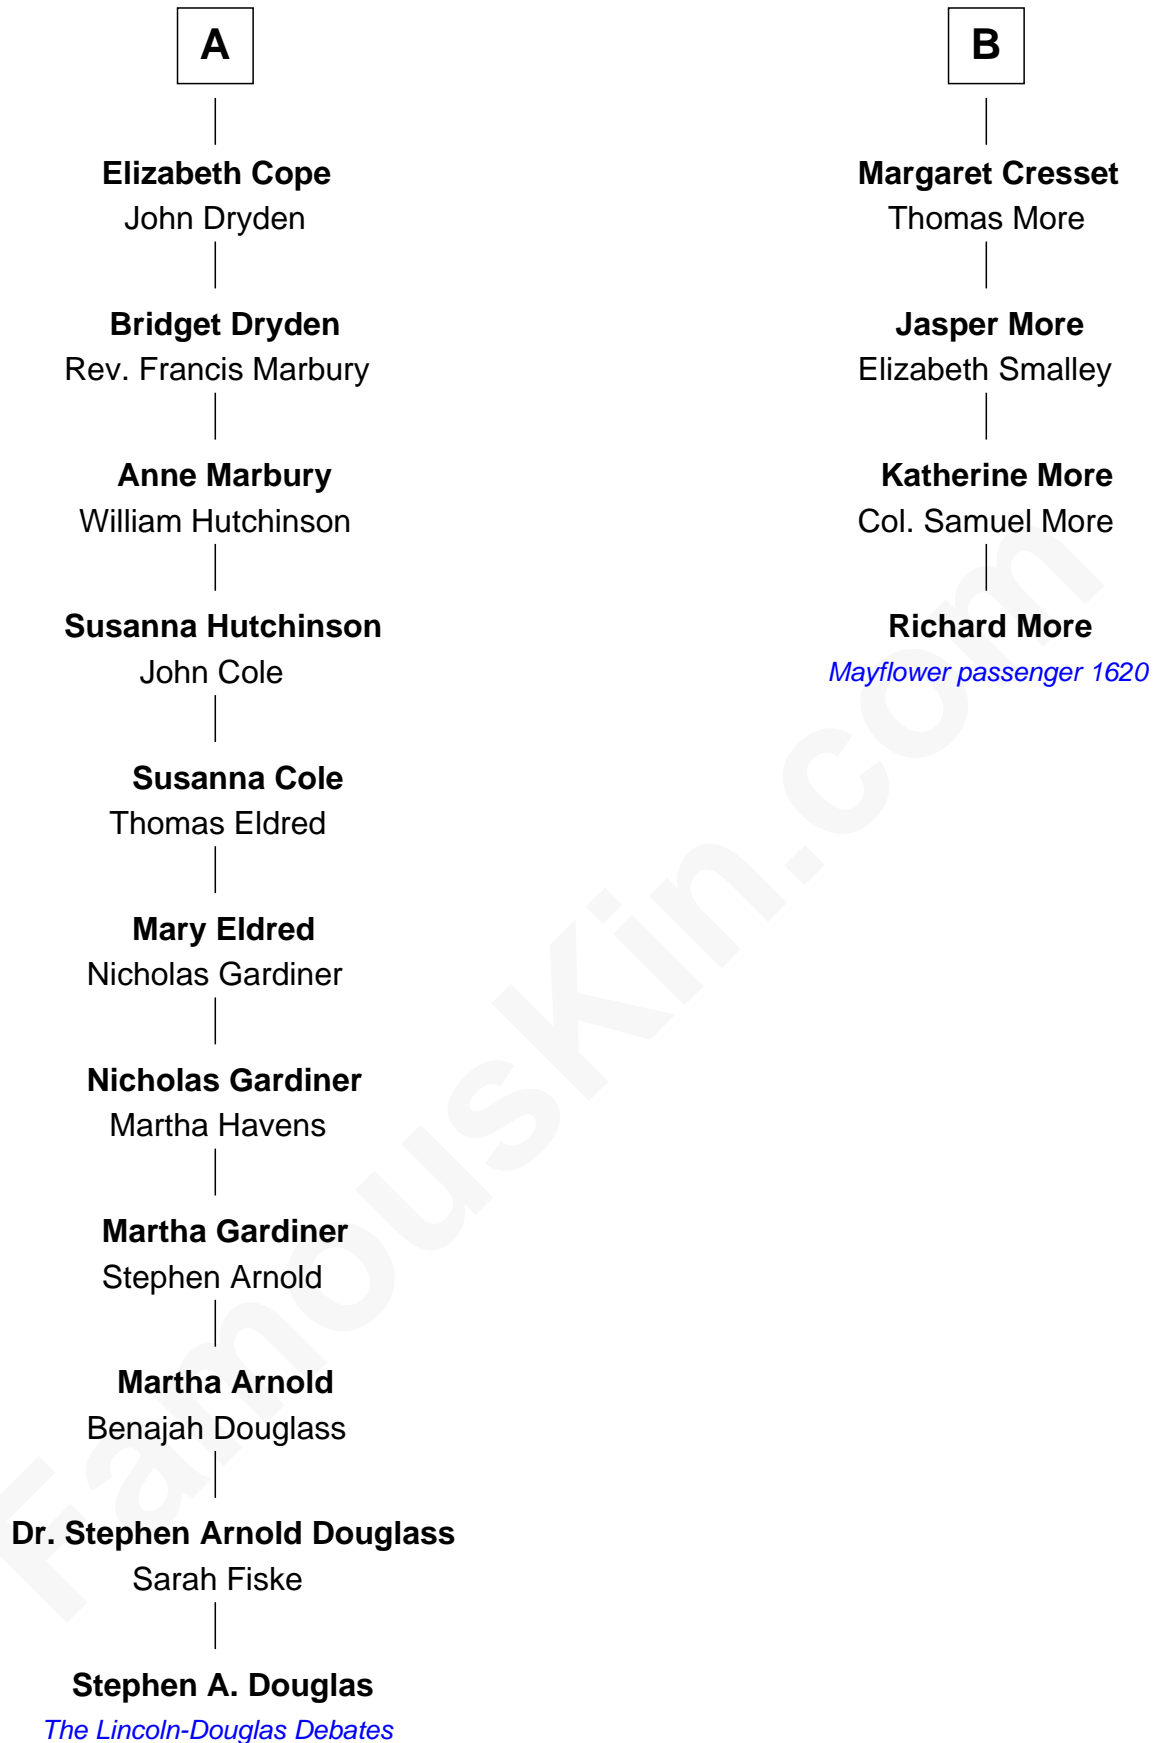 A
Elizabeth Cope
John Dryden
Bridget Dryden
Rev. Francis Marbury
Anne Marbury
William Hutchinson
Susanna Hutchinson
John Cole
Susanna Cole
Thomas Eldred
Mary Eldred
Nicholas Gardiner
Nicholas Gardiner
Martha Havens
Martha Gardiner
Stephen Arnold
Martha Arnold
Benajah Douglass
Dr. Stephen Arnold Douglass
Sarah Fiske
Stephen A. Douglas
The Lincoln-Douglas Debates
B
Margaret Cresset
Thomas More
Jasper More
Elizabeth Smalley
Katherine More
Col. Samuel More
Richard More
Mayflower passenger 1620
FamousKin.com